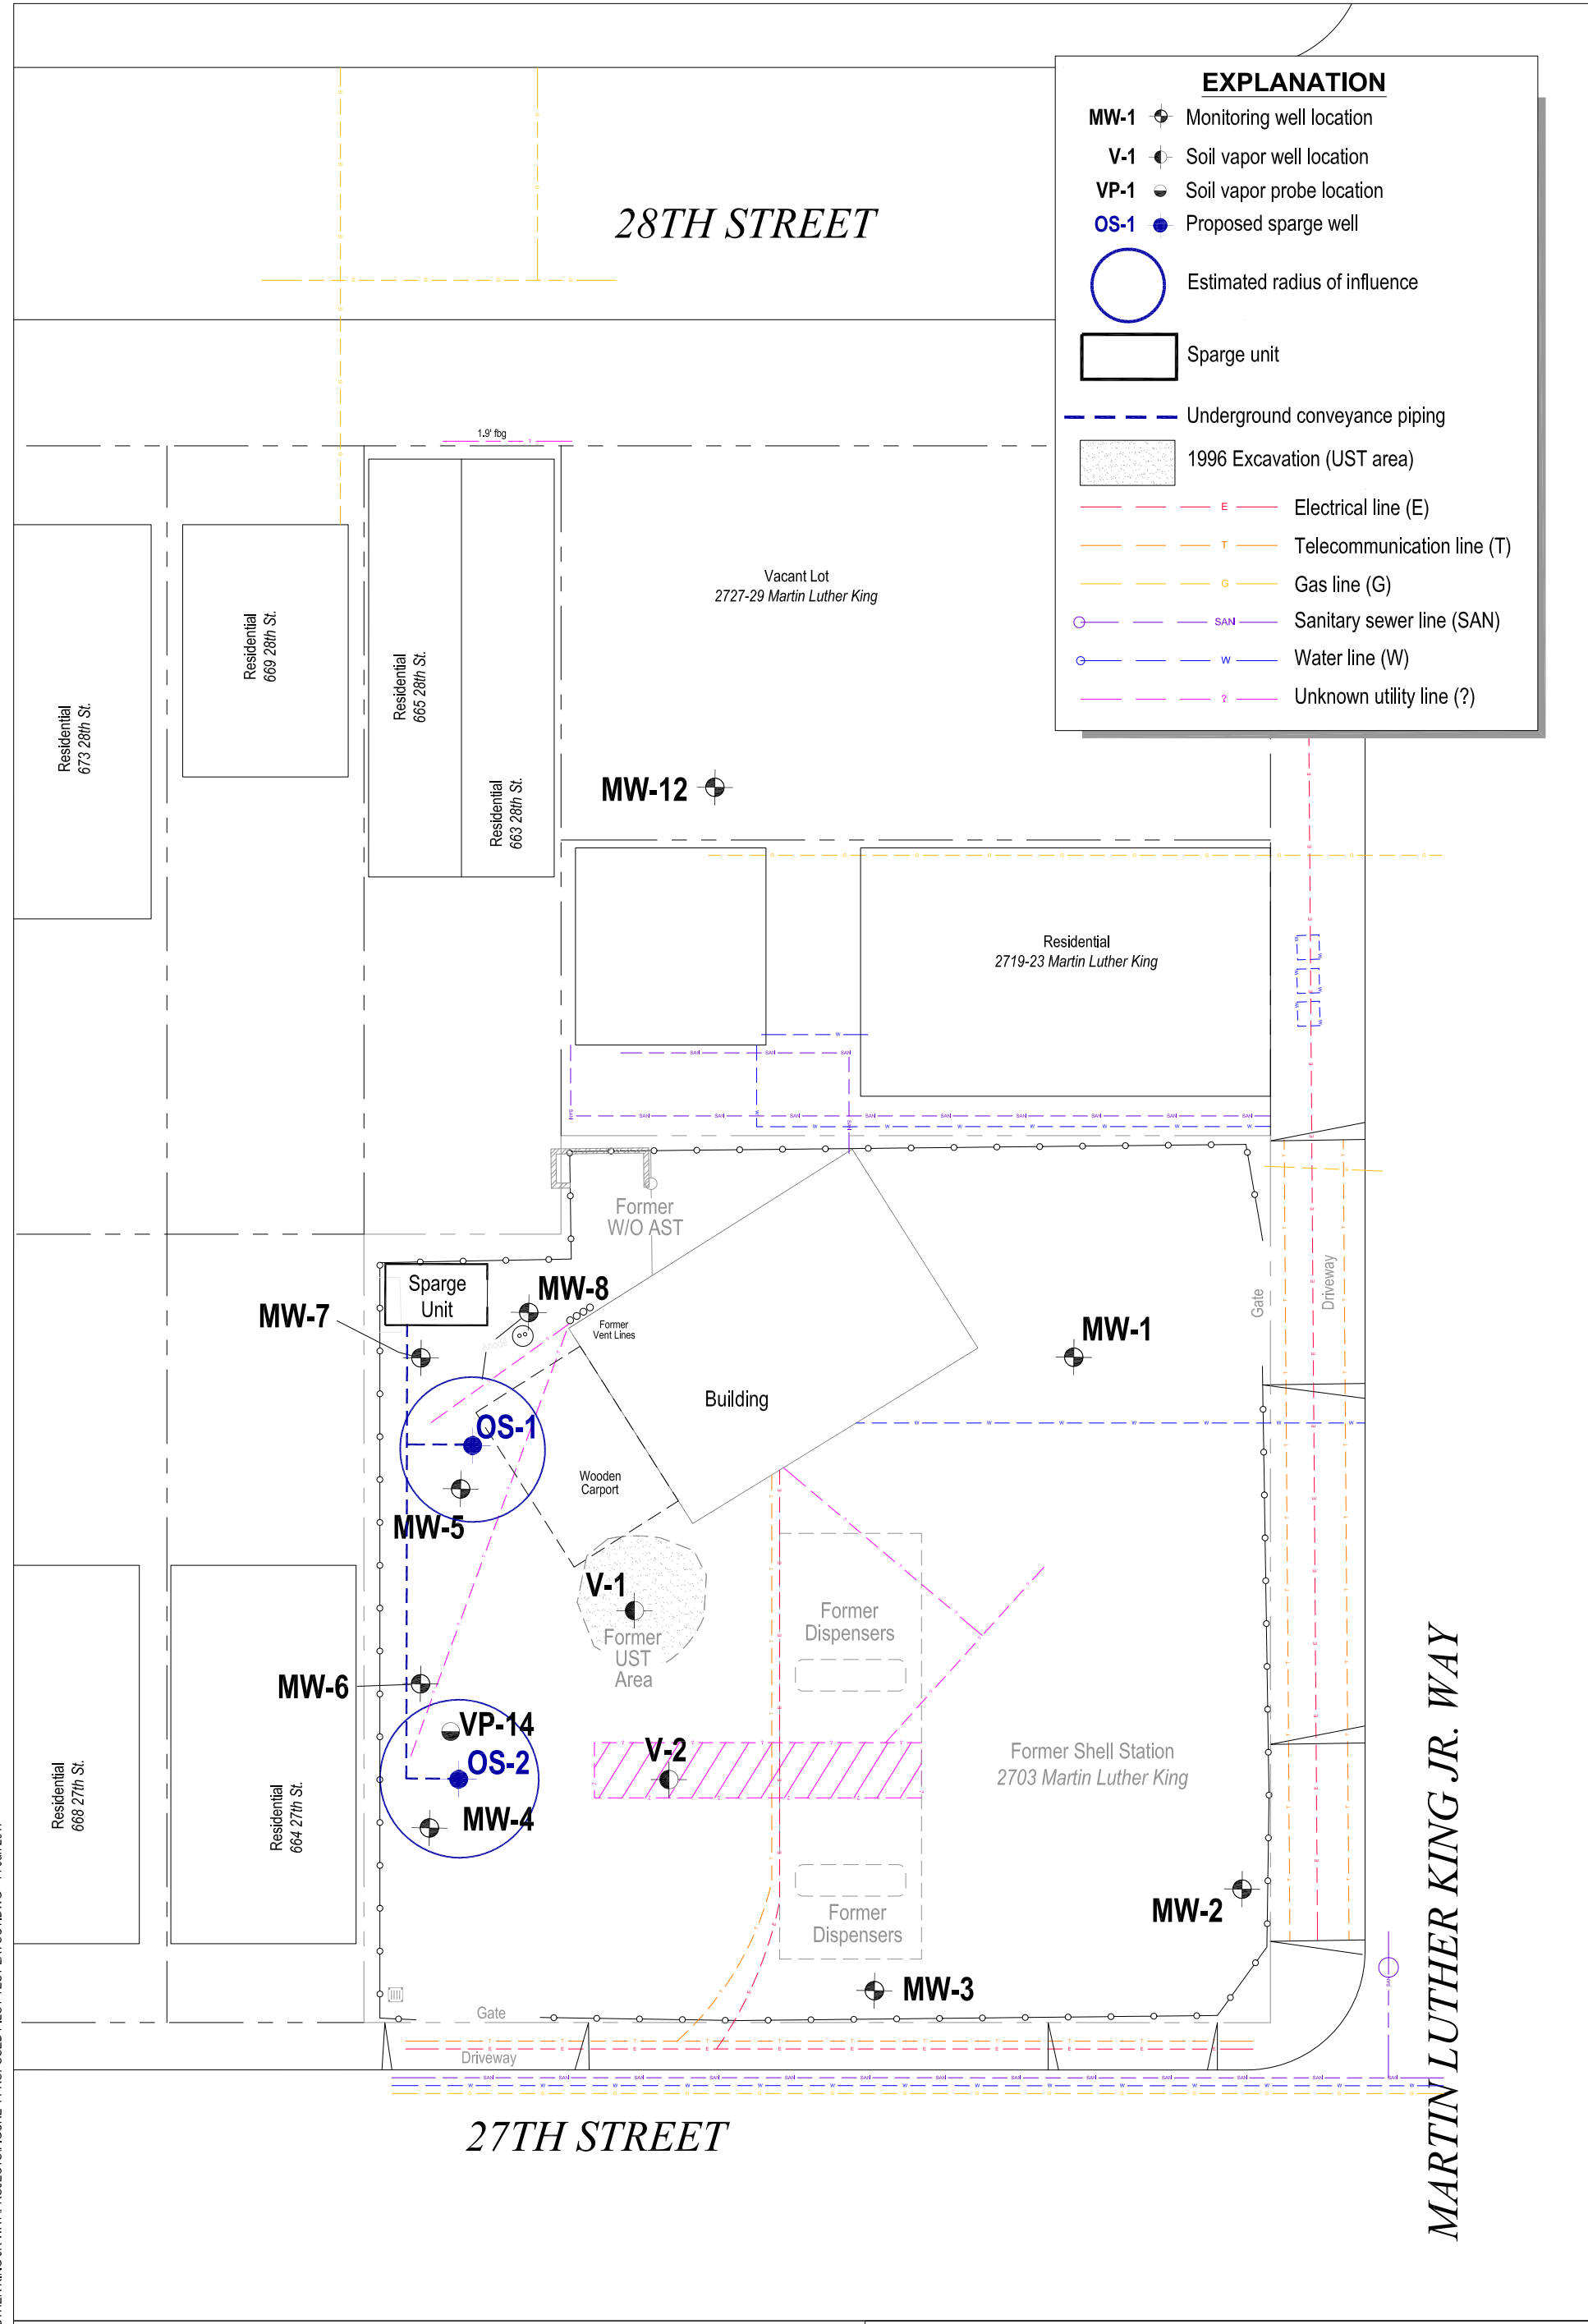 EXPLANATION
MW-1 Monitoring well location
V-1 Soil vapor well location
VP-1 Soil vapor probe location
OS-1 Proposed sparge well
Estimated radius of influence
Sparge unit
Underground conveyance piping
1996 Excavation (UST area)
E Electrical line (E)
T Telecommunication line (T)
G Gas line (G)
SAN Sanitary sewer line (SAN)
W Water line (W)
? Unknown utility line (?)
28TH STREET
1.9' fbg
Vacant Lot
2727-29 Martin Luther King
Residential
673 28th St.
Residential
669 28th St.
Residential
665 28th St.
Residential
663 28th St.
MW-12
Residential
2719-23 Martin Luther King
Former
W/O AST
Sparge
Unit
MW-8
MW-7
Former
Vent Lines
Anode
MW-1
Gate
Driveway
Building
OS-1
Wooden
Carport
MW-5
V-1
Former
UST
Area
Former
Dispensers
MW-6
VP-14
OS-2
V-2
MW-4
Former Shell Station
2703 Martin Luther King
Residential
668 27th St.
Residential
664 27th St.
Former
Dispensers
MW-2
MW-3
Gate
Driveway
27TH STREET
MARTIN LUTHER KING JR. WAY